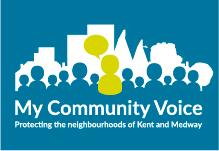 My Community Voice
Protecting the neighbourhoods of Kent and Medway